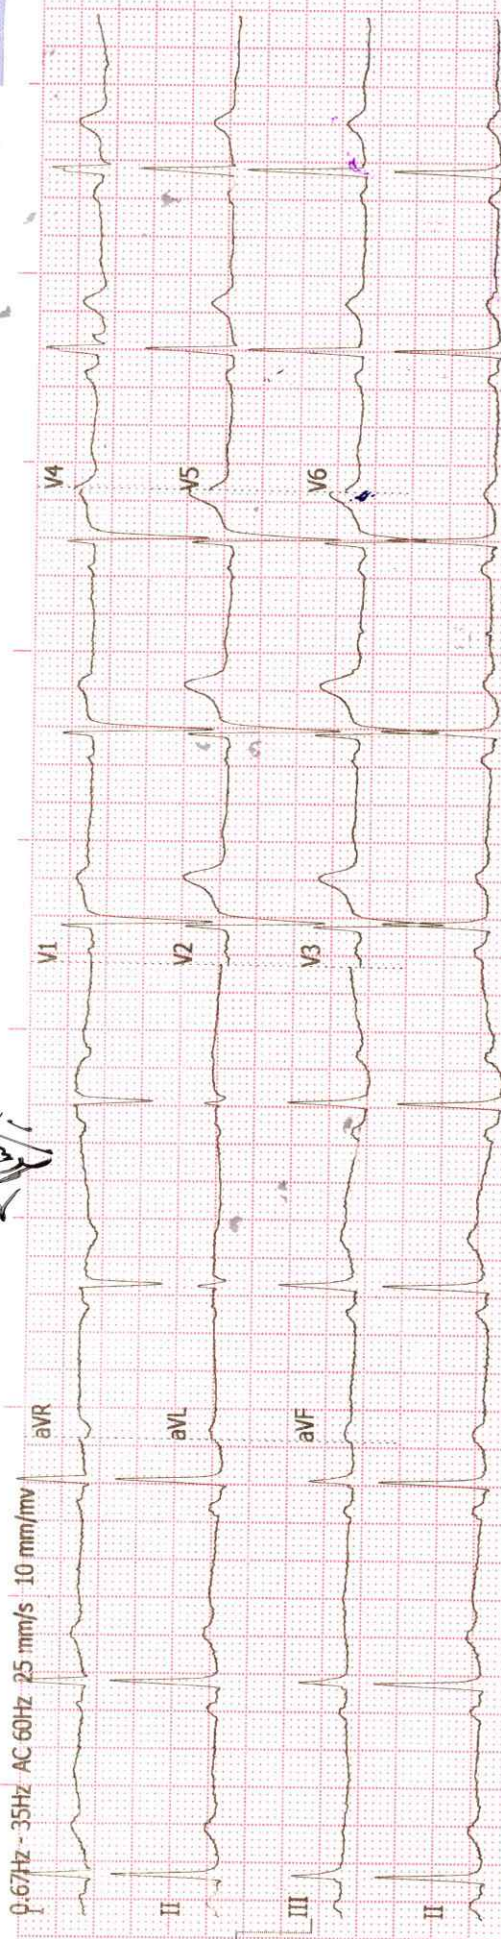 0.67Hz - 35Hz AC 60Hz 25 mm/s 10 mm/mv
I aVR V1 V4
II aVL V2 V5
III aVF V3 V6
II